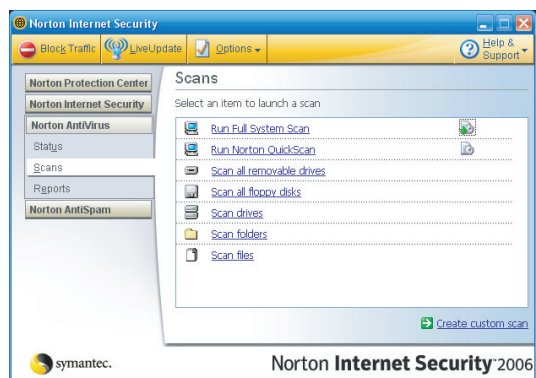 Norton Internet Security
Block Traffic LiveUpdate Options Help & Support
Norton Protection Center
Norton Internet Security
Norton AntiVirus
Status
Scans
Reports
Norton AntiSpam
Scans
Select an item to launch a scan
Run Full System Scan
Run Norton QuickScan
Scan all removable drives
Scan all floppy disks
Scan drives
Scan folders
Scan files
Create custom scan
symantec.
Norton Internet Security 2006